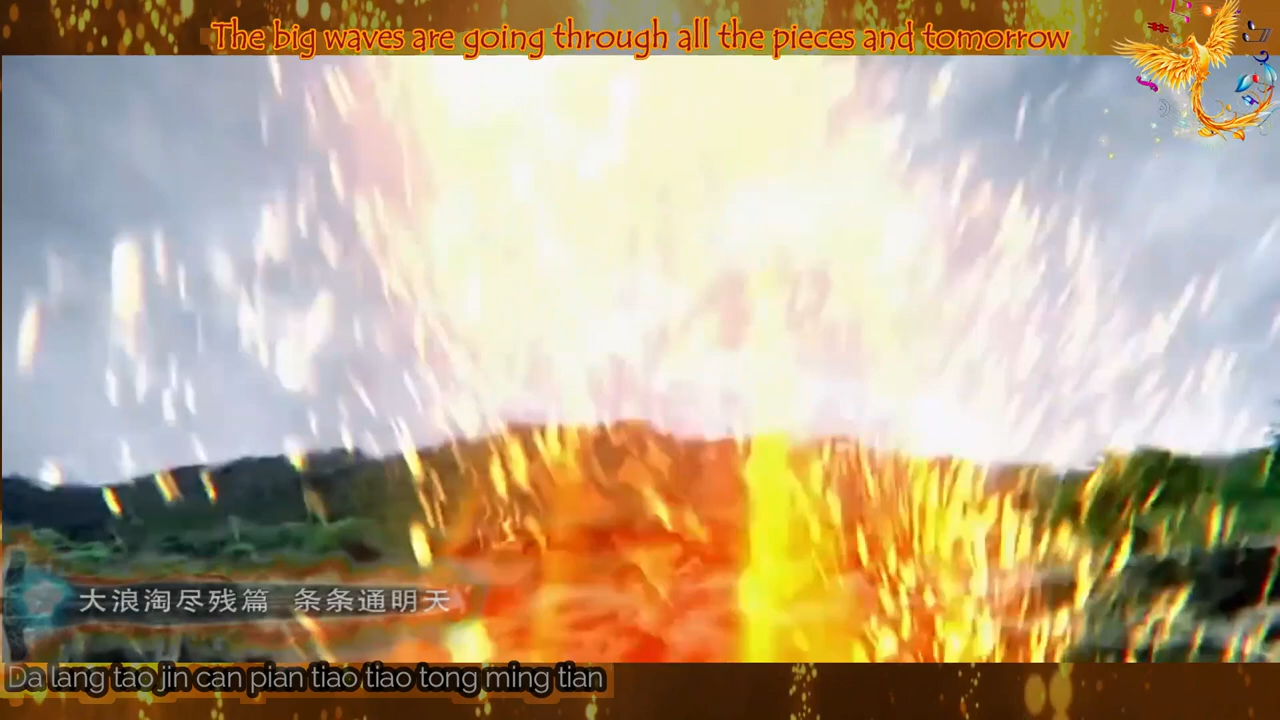 The big waves are going through all the pieces and tomorrow
大浪淘尽残篇 条条通明天
Da lang tao jin can pian tiao tiao tong ming tian